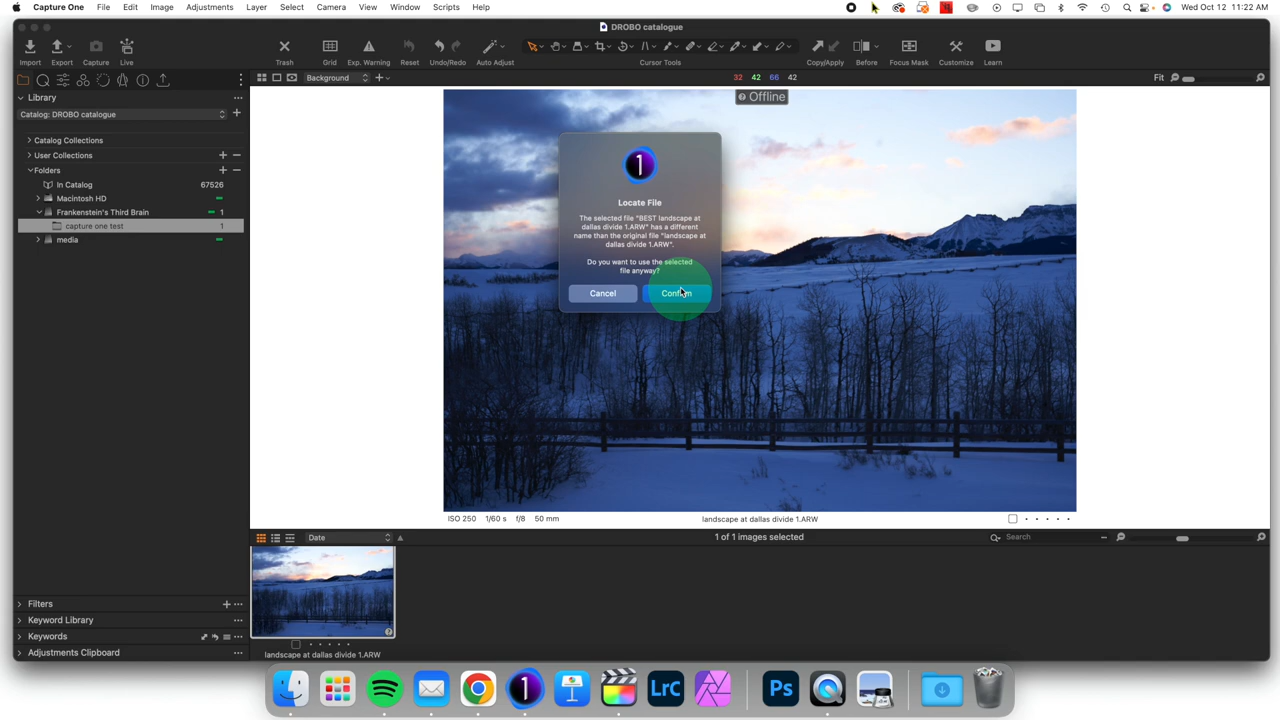 Capture One File Edit Image Adjustments Layer Select Camera View Window Scripts Help Wed Oct 12 11:22 AM
DROBO catalogue
Import Export Capture Live Trash Grid Exp. Warning Reset Undo/Redo Auto Adjust Cursor Tools Copy/Apply Before Focus Mask Customize Learn
Background 32 42 66 42 Fit
Library
Catalog: DROBO catalogue
Catalog Collections
User Collections
Folders
In Catalog 67526
Macintosh HD
Frankenstein's Third Brain 1
capture one test 1
media
Offline
1
Locate File
The selected file "BEST landscape at
dallas divide 1.ARW" has a different
name than the original file "landscape at
dallas divide 1.ARW".
Do you want to use the selected
file anyway?
Cancel Confirm
ISO 250 1/60 s f/8 50 mm landscape at dallas divide 1.ARW
Date 1 of 1 images selected Search
landscape at dallas divide 1.ARW
Filters
Keyword Library
Keywords
Adjustments Clipboard
1 LrC Ps